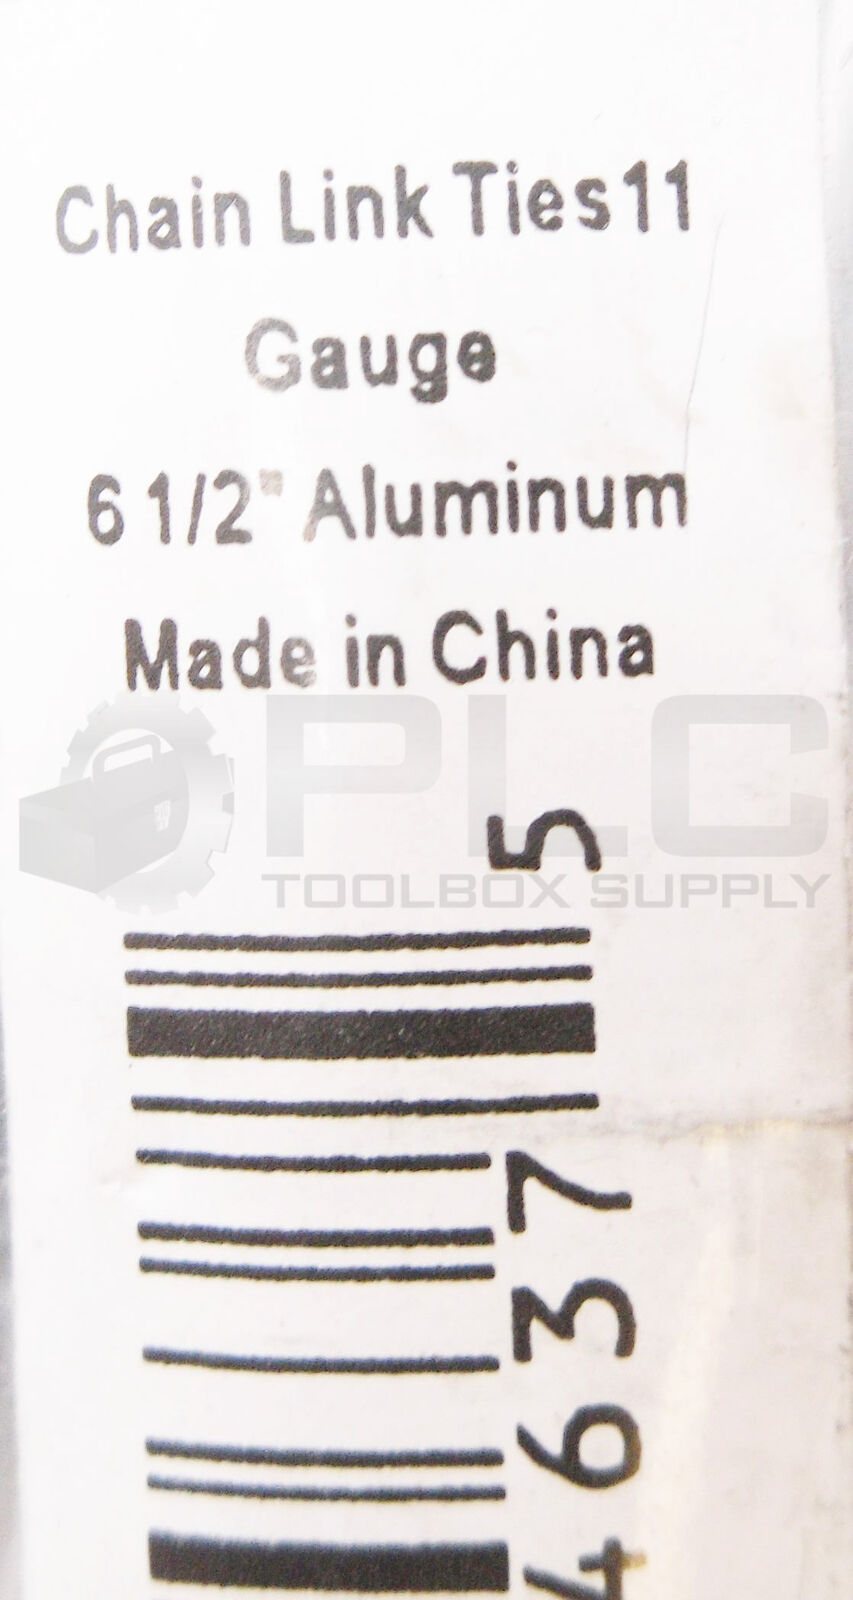 Chain Link Ties11
Gauge
6 1/2" Aluminum
Made in China
PLC
TOOLBOX SUPPLY
5
4637